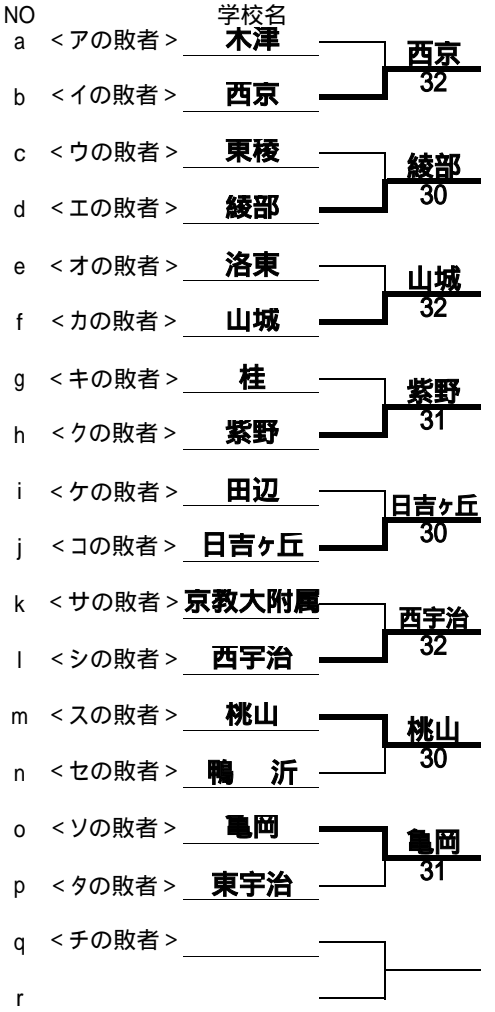 NO 学校名
a <アの敗者> 木津
西京
32
b <イの敗者> 西京
c <ウの敗者> 東稜
綾部
30
d <エの敗者> 綾部
e <オの敗者> 洛東
山城
32
f <カの敗者> 山城
g <キの敗者> 桂
紫野
31
h <クの敗者> 紫野
i <ケの敗者> 田辺
日吉ヶ丘
30
j <コの敗者> 日吉ヶ丘
k <サの敗者> 京教大附属
西宇治
32
l <シの敗者> 西宇治
m <スの敗者> 桃山
桃山
30
n <セの敗者> 鴨 沂
o <ソの敗者> 亀岡
亀岡
31
p <タの敗者> 東宇治
q <チの敗者>
r